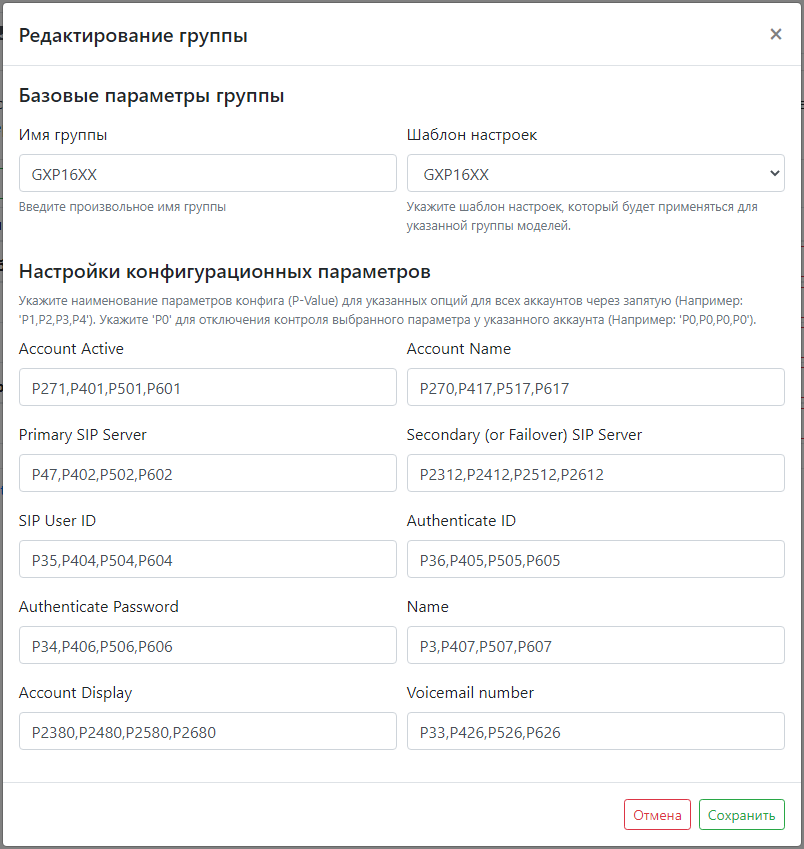 Редактирование группы ×
Базовые параметры группы
Имя группы
Шаблон настроек
GXP16XX
GXP16XX
Введите произвольное имя группы
Укажите шаблон настроек, который будет применяться для
указанной группы моделей.
Настройки конфигурационных параметров
Укажите наименование параметров конфига (P-Value) для указанных опций для всех аккаунтов через запятую (Например:
'P1,P2,P3,P4'). Укажите 'P0' для отключения контроля выбранного параметра у указанного аккаунта (Например: 'P0,P0,P0,P0').
Account Active
Account Name
P271,P401,P501,P601
P270,P417,P517,P617
Primary SIP Server
Secondary (or Failover) SIP Server
P47,P402,P502,P602
P2312,P2412,P2512,P2612
SIP User ID
Authenticate ID
P35,P404,P504,P604
P36,P405,P505,P605
Authenticate Password
Name
P34,P406,P506,P606
P3,P407,P507,P607
Account Display
Voicemail number
P2380,P2480,P2580,P2680
P33,P426,P526,P626
Отмена
Сохранить